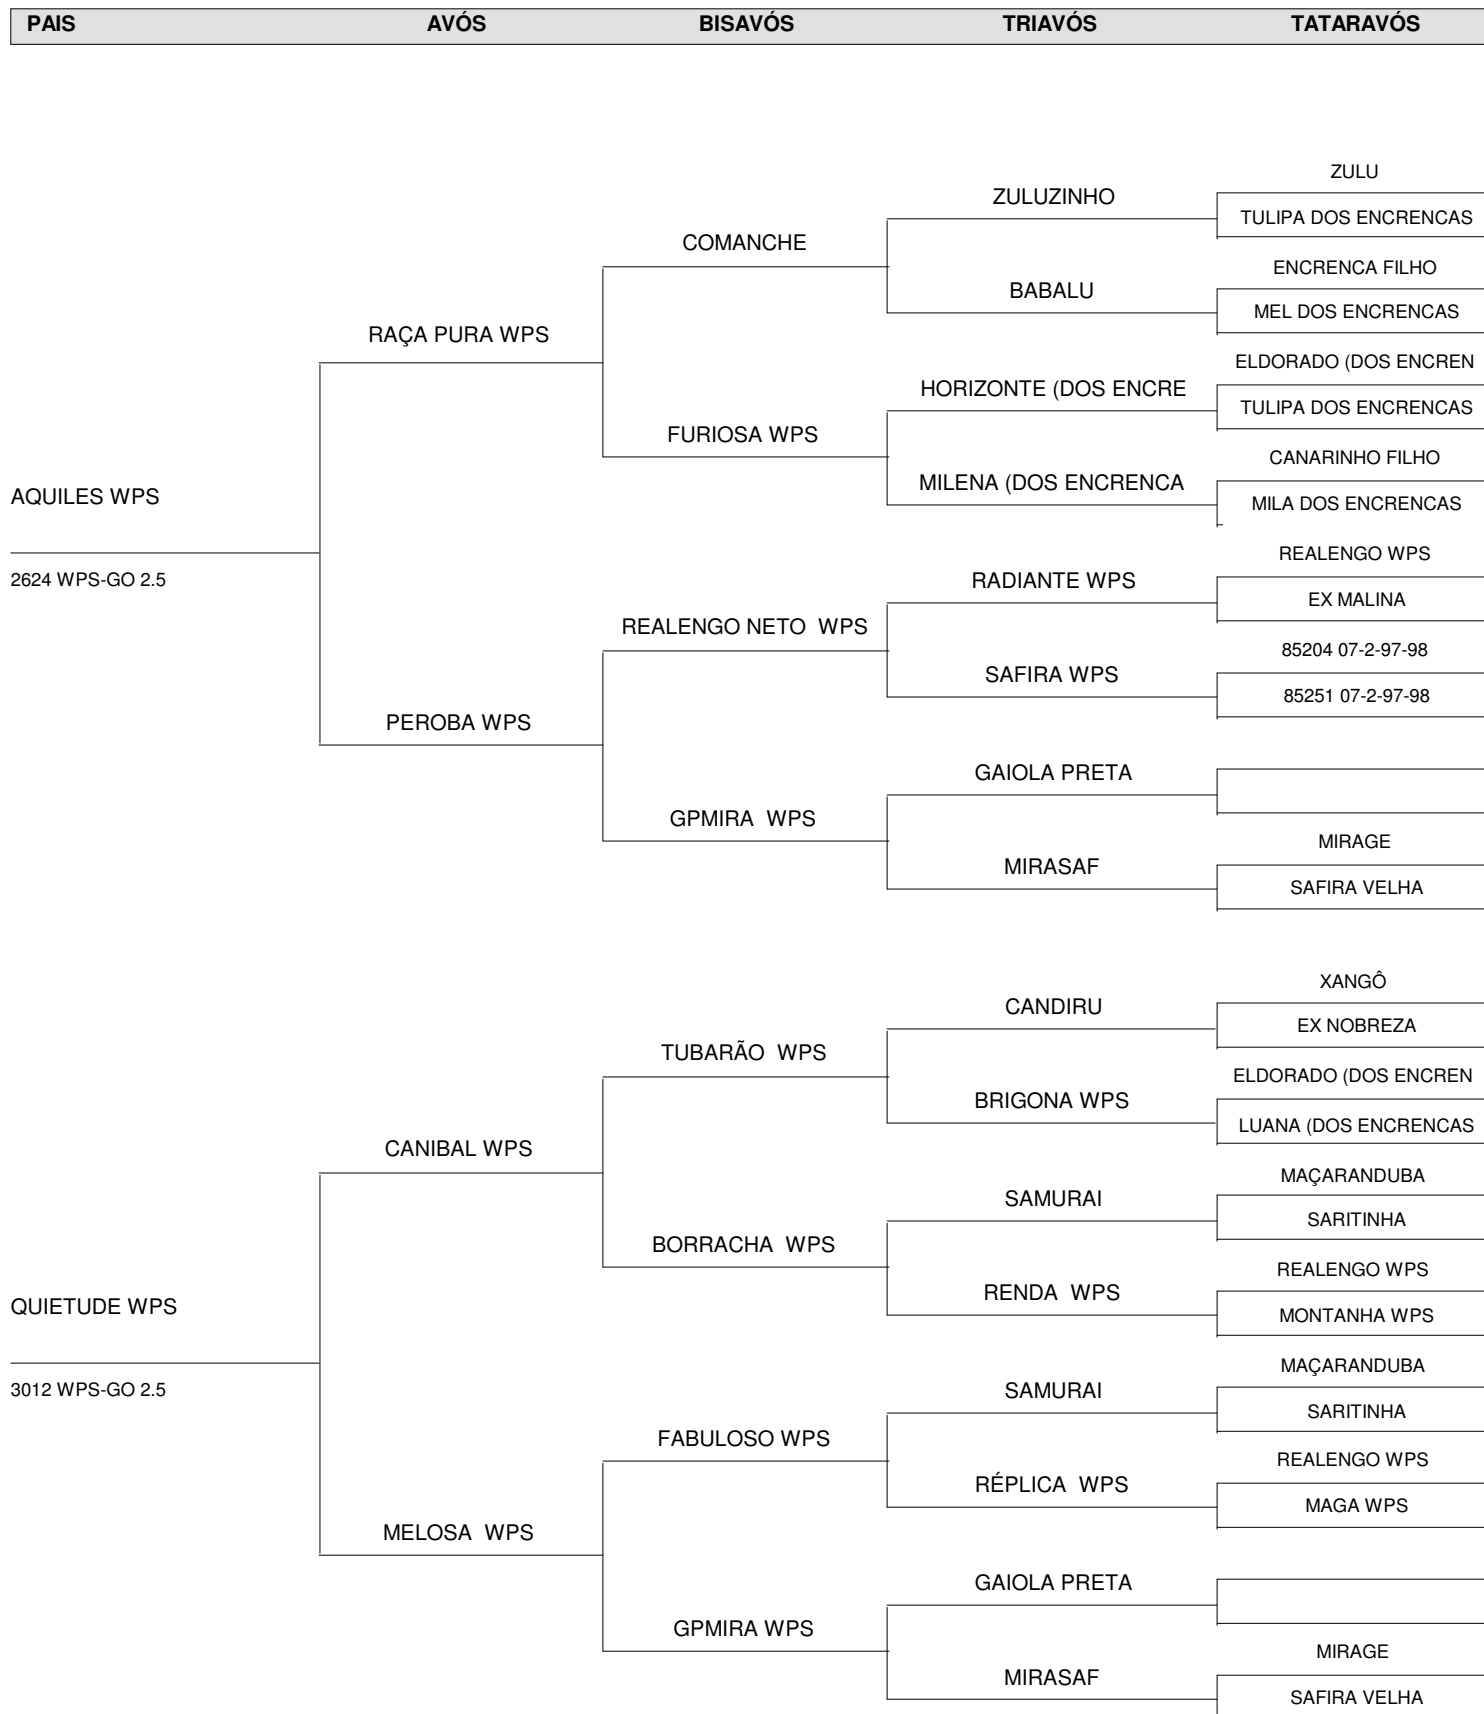 PAIS AVÓS BISAVÓS TRIAVÓS TATARAVÓS
ZULU
ZULUZINHO
TULIPA DOS ENCRENCAS
COMANCHE
ENCRENCA FILHO
BABALU
MEL DOS ENCRENCAS
RAÇA PURA WPS
ELDORADO (DOS ENCREN
HORIZONTE (DOS ENCRE
TULIPA DOS ENCRENCAS
FURIOSA WPS
CANARINHO FILHO
MILENA (DOS ENCRENCA
MILA DOS ENCRENCAS
AQUILES WPS
2624 WPS-GO 2.5
REALENGO WPS
RADIANTE WPS
EX MALINA
REALENGO NETO  WPS
85204 07-2-97-98
SAFIRA WPS
85251 07-2-97-98
PEROBA WPS
GAIOLA PRETA
GPMIRA  WPS
MIRAGE
MIRASAF
SAFIRA VELHA
XANGÔ
CANDIRU
EX NOBREZA
TUBARÃO  WPS
ELDORADO (DOS ENCREN
BRIGONA WPS
LUANA (DOS ENCRENCAS
CANIBAL WPS
MAÇARANDUBA
SAMURAI
SARITINHA
BORRACHA  WPS
REALENGO WPS
RENDA  WPS
MONTANHA WPS
QUIETUDE WPS
3012 WPS-GO 2.5
MAÇARANDUBA
SAMURAI
SARITINHA
FABULOSO WPS
REALENGO WPS
RÉPLICA  WPS
MAGA WPS
MELOSA  WPS
GAIOLA PRETA
GPMIRA WPS
MIRAGE
MIRASAF
SAFIRA VELHA